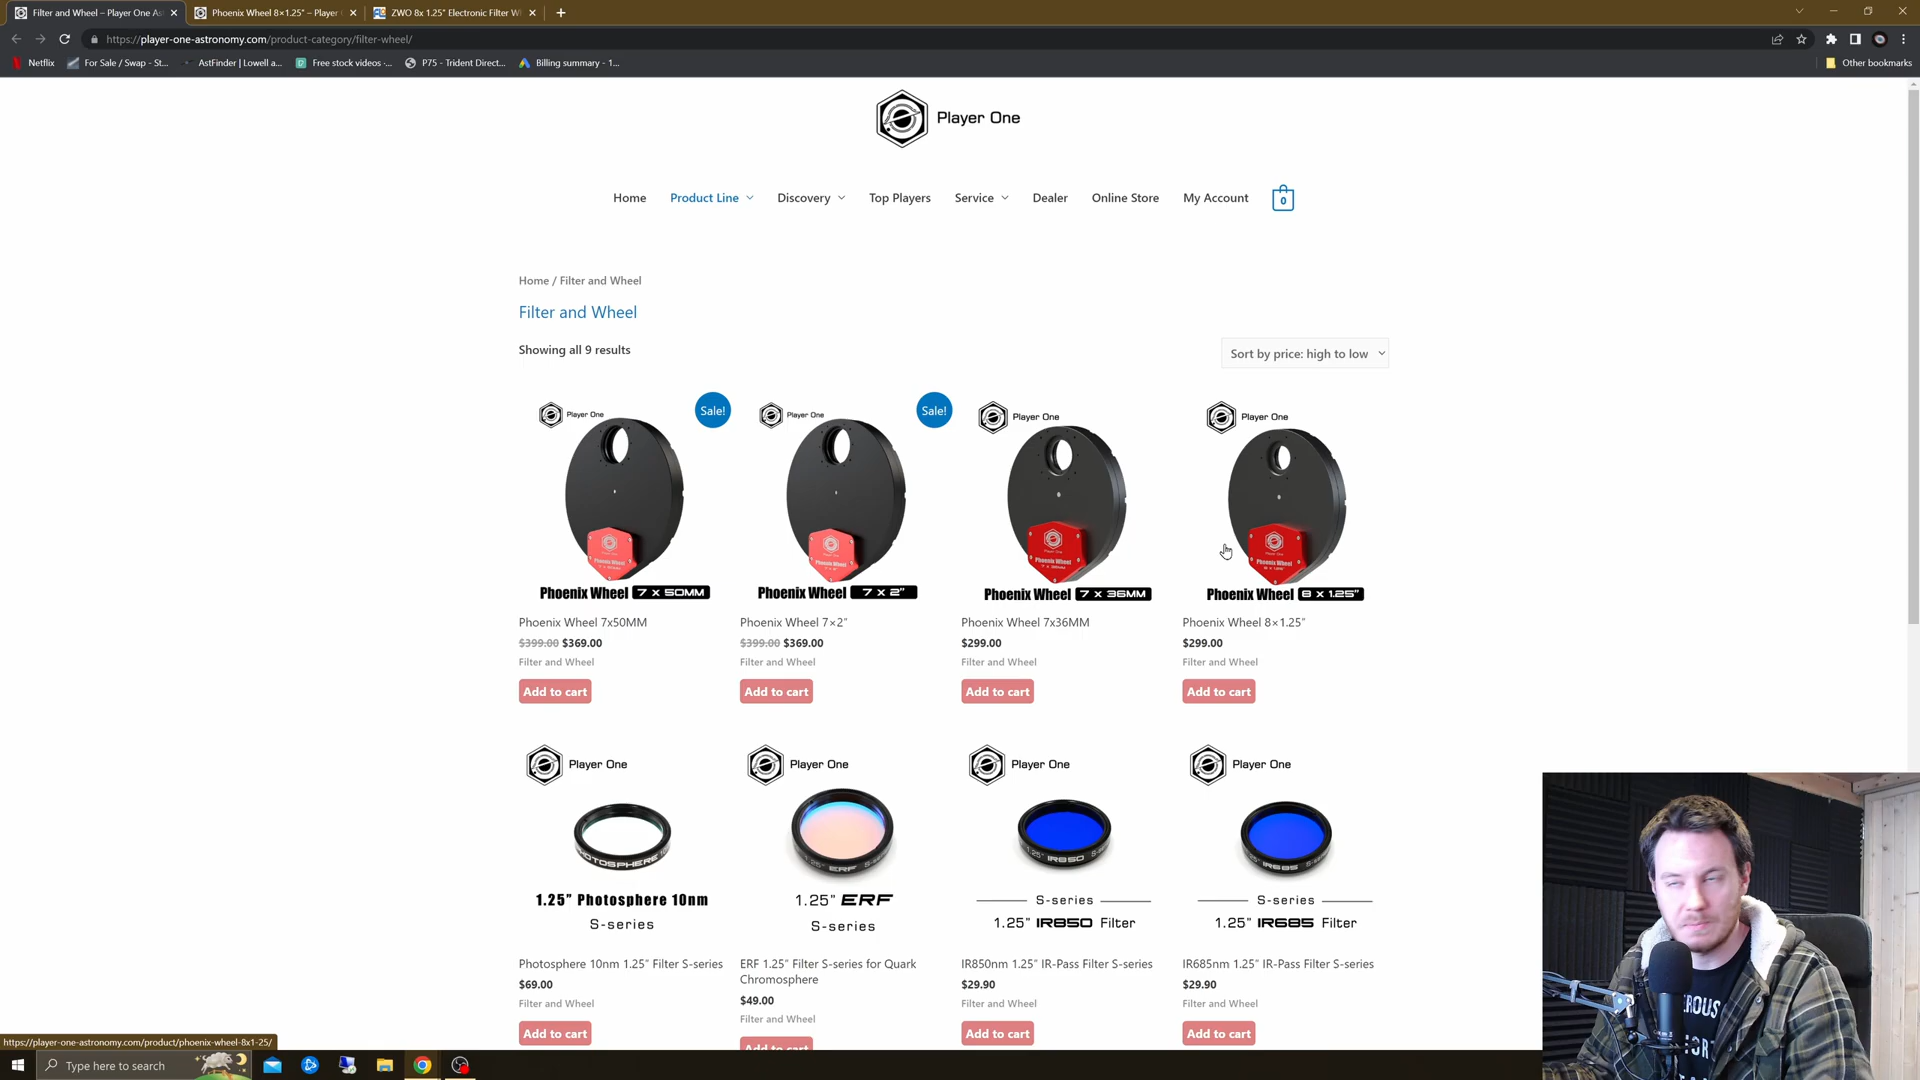 Filter and Wheel – Player One As
Phoenix Wheel 8×1.25" – Player
ZWO 8x 1.25" Electronic Filter W
https://player-one-astronomy.com/product-category/filter-wheel/
Netflix
For Sale / Swap - St...
AstFinder | Lowell a...
Free stock videos -...
P75 - Trident Direct...
Billing summary - 1...
Other bookmarks
Player One
Home
Product Line
Discovery
Top Players
Service
Dealer
Online Store
My Account
0
Home / Filter and Wheel
Filter and Wheel
Showing all 9 results
Sort by price: high to low
Player One
Sale!
Player One
Sale!
Player One
Player One
Phoenix Wheel 7 X 50MM
Phoenix Wheel 7 X 2"
Phoenix Wheel 7 X 36MM
Phoenix Wheel 8 X 1.25"
Phoenix Wheel 7x50MM
$399.00 $369.00
Filter and Wheel
Add to cart
Phoenix Wheel 7×2"
$399.00 $369.00
Filter and Wheel
Add to cart
Phoenix Wheel 7x36MM
$299.00
Filter and Wheel
Add to cart
Phoenix Wheel 8×1.25"
$299.00
Filter and Wheel
Add to cart
Player One
Player One
Player One
Player One
1.25" Photosphere 10nm
S-series
1.25" ERF
S-series
S-series
1.25" IR850 Filter
S-series
1.25" IR685 Filter
Photosphere 10nm 1.25" Filter S-series
$69.00
Filter and Wheel
Add to cart
ERF 1.25" Filter S-series for Quark
Chromosphere
$49.00
Filter and Wheel
Add to cart
IR850nm 1.25" IR-Pass Filter S-series
$29.90
Filter and Wheel
Add to cart
IR685nm 1.25" IR-Pass Filter S-series
$29.90
Filter and Wheel
Add to cart
https://player-one-astronomy.com/product/phoenix-wheel-8x1-25/
Type here to search